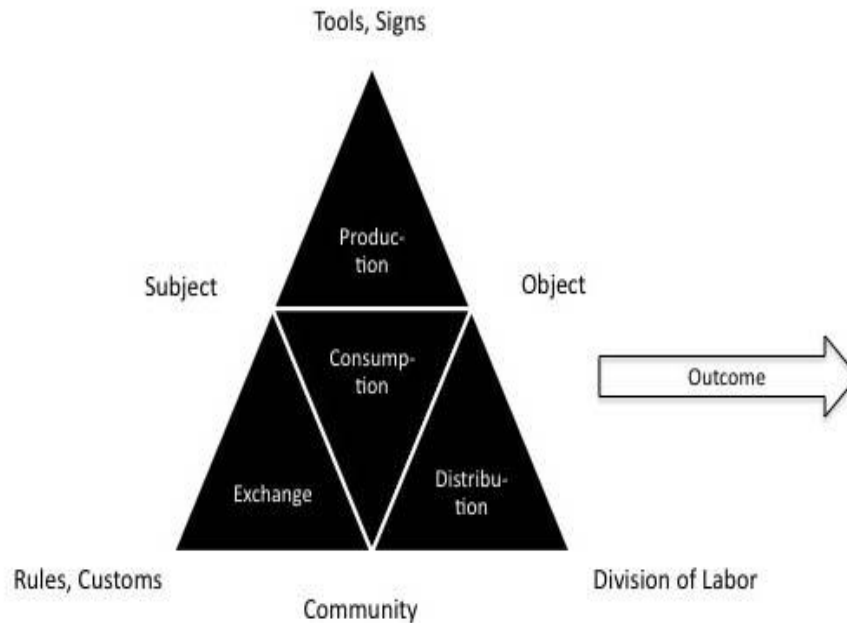 Tools, Signs
Produc-
tion
Subject
Object
Consump-
tion
Outcome
Exchange
Distribu-
tion
Rules, Customs
Community
Division of Labor